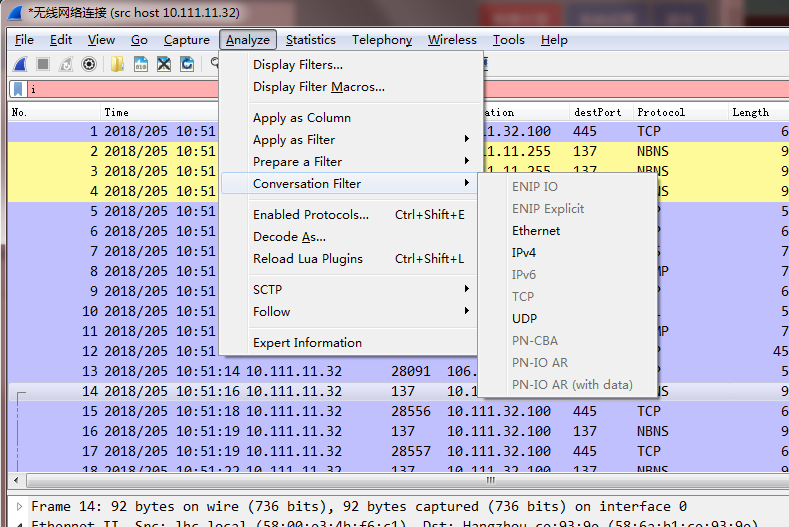 *无线网络连接 (src host 10.111.11.32)
File Edit View Go Capture Analyze Statistics Telephony Wireless Tools Help
Display Filters...
Display Filter Macros...
Apply as Column
Apply as Filter
Prepare a Filter
Conversation Filter
Enabled Protocols... Ctrl+Shift+E
Decode As...
Reload Lua Plugins Ctrl+Shift+L
SCTP
Follow
Expert Information
ENIP IO
ENIP Explicit
Ethernet
IPv4
IPv6
TCP
UDP
PN-CBA
PN-IO AR
PN-IO AR (with data)
i
No. Time ation destPort Protocol Length
1 2018/205 10:51 11.32.100 445 TCP 6
2 2018/205 10:51 11.11.255 137 NBNS 9
3 2018/205 10:51 137 NBNS 9
4 2018/205 10:51 9
5 2018/205 10:51 6
6 2018/205 10:51 6
7 2018/205 10:51 7
8 2018/205 10:51 MP 7
9 2018/205 10:51 6
10 2018/205 10:51 5
11 2018/205 10:51 MP 7
12 2018/205 10:51 45
13 2018/205 10:51:14 10.111.11.32 28091 106. 6
14 2018/205 10:51:16 10.111.11.32 137 10.1 9
15 2018/205 10:51:18 10.111.11.32 28556 10.111.32.100 445 TCP 6
16 2018/205 10:51:19 10.111.11.32 137 10.111.11.32 137 NBNS 9
17 2018/205 10:51:19 10.111.11.32 28557 10.111.32.100 445 TCP 6
18 2018/205 10:51:22 10.111.11.32 137 10.111.11.32 137 NBNS 9
Frame 14: 92 bytes on wire (736 bits), 92 bytes captured (736 bits) on interface 0
Ethernet II, Src: lhc.local (58:00:e3:4b:f6:c1), Dst: Hangzhou_ce:93:9e (58:6a:b1:ce:93:9e)